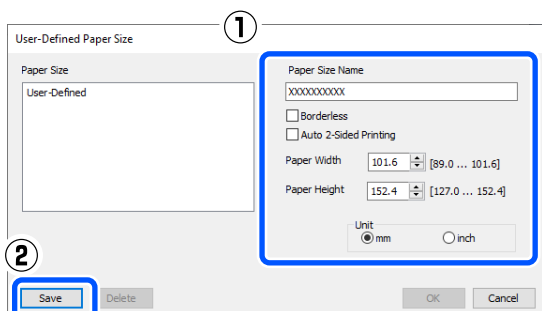 ①
User-Defined Paper Size
Paper Size
User-Defined
Paper Size Name
XXXXXXXXXX
Borderless
Auto 2-Sided Printing
Paper Width 101.6 [89.0 ... 101.6]
Paper Height 152.4 [127.0 ... 152.4]
Unit
mm inch
②
Save Delete OK Cancel